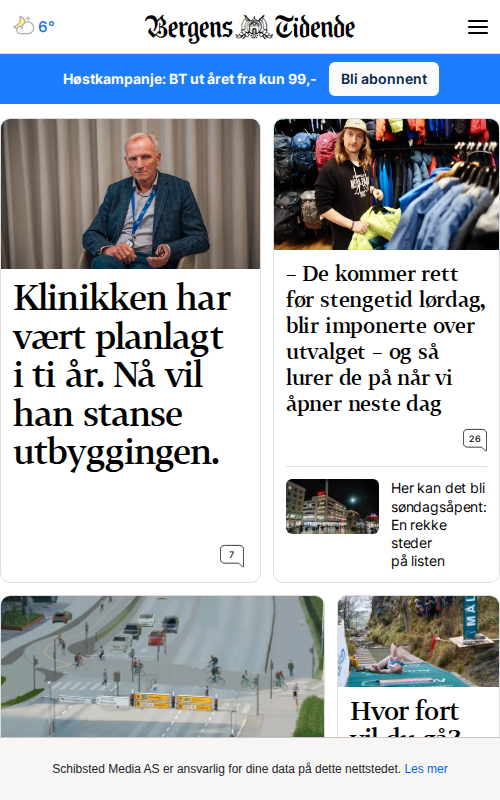 6°
Bergens Tidende
Høstkampanje: BT ut året fra kun 99,-
Bli abonnent
Klinikken har
vært planlagt
i ti år. Nå vil
han stanse
utbyggingen.
7
– De kommer rett
før stengetid lørdag,
blir imponerte over
utvalget – og så
lurer de på når vi
åpner neste dag
26
Her kan det bli
søndagsåpent:
En rekke
steder
på listen
MÅL
Hvor fort
vil du gå?
Schibsted Media AS er ansvarlig for dine data på dette nettstedet. Les mer